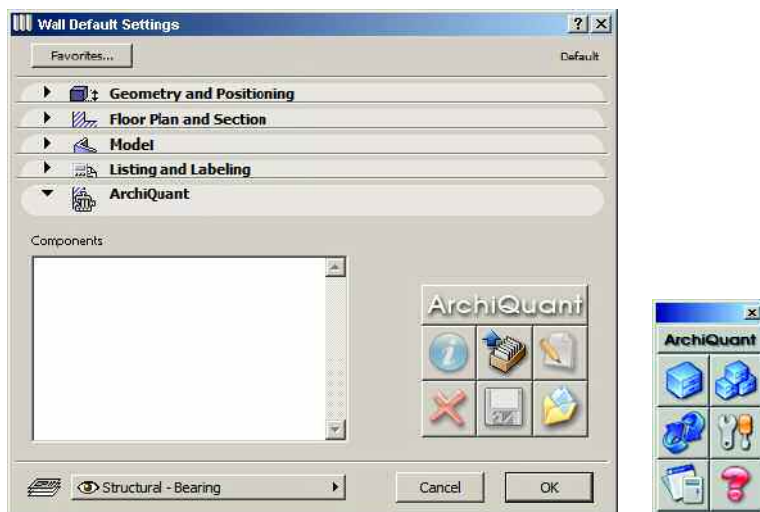 Wall Default Settings
Favorites...
Default
Geometry and Positioning
Floor Plan and Section
Model
Listing and Labeling
ArchiQuant
Components
ArchiQuant
Structural - Bearing
Cancel
OK
ArchiQuant